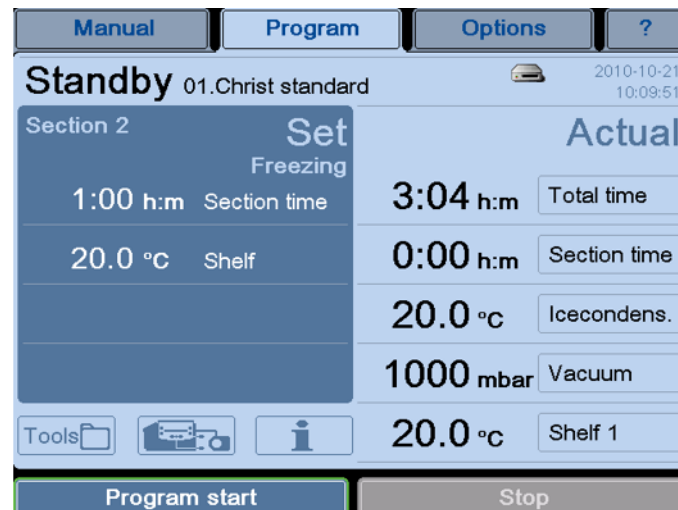 Manual Program Options ?
Standby 01.Christ standard 2010-10-21
10:09:51
Section 2 Set
Freezing
1:00 h:m Section time
20.0 °C Shelf
Actual
3:04 h:m Total time
0:00 h:m Section time
20.0 °C Icecondens.
1000 mbar Vacuum
20.0 °C Shelf 1
Tools i
Program start Stop